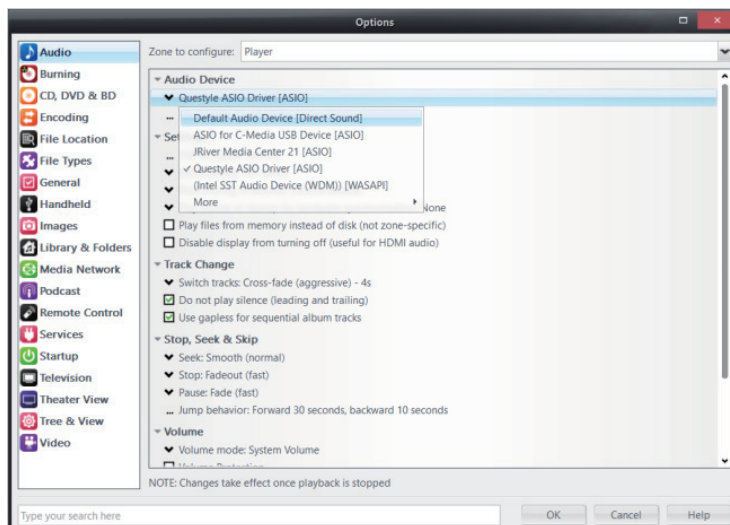 Options
Audio
Burning
CD, DVD & BD
Encoding
File Location
File Types
General
Handheld
Images
Library & Folders
Media Network
Podcast
Remote Control
Services
Startup
Television
Theater View
Tree & View
Video
Zone to configure: Player
Audio Device
Questyle ASIO Driver [ASIO]
...
Default Audio Device [Direct Sound]
Set
ASIO for C-Media USB Device [ASIO]
...
JRiver Media Center 21 [ASIO]
Questyle ASIO Driver [ASIO]
(Intel SST Audio Device (WDM)) [WASAPI]
More
None
Play files from memory instead of disk (not zone-specific)
Disable display from turning off (useful for HDMI audio)
Track Change
Switch tracks: Cross-fade (aggressive) - 4s
Do not play silence (leading and trailing)
Use gapless for sequential album tracks
Stop, Seek & Skip
Seek: Smooth (normal)
Stop: Fadeout (fast)
Pause: Fade (fast)
... Jump behavior: Forward 30 seconds, backward 10 seconds
Volume
Volume mode: System Volume
Volume Protection
NOTE: Changes take effect once playback is stopped
Type your search here
OK
Cancel
Help